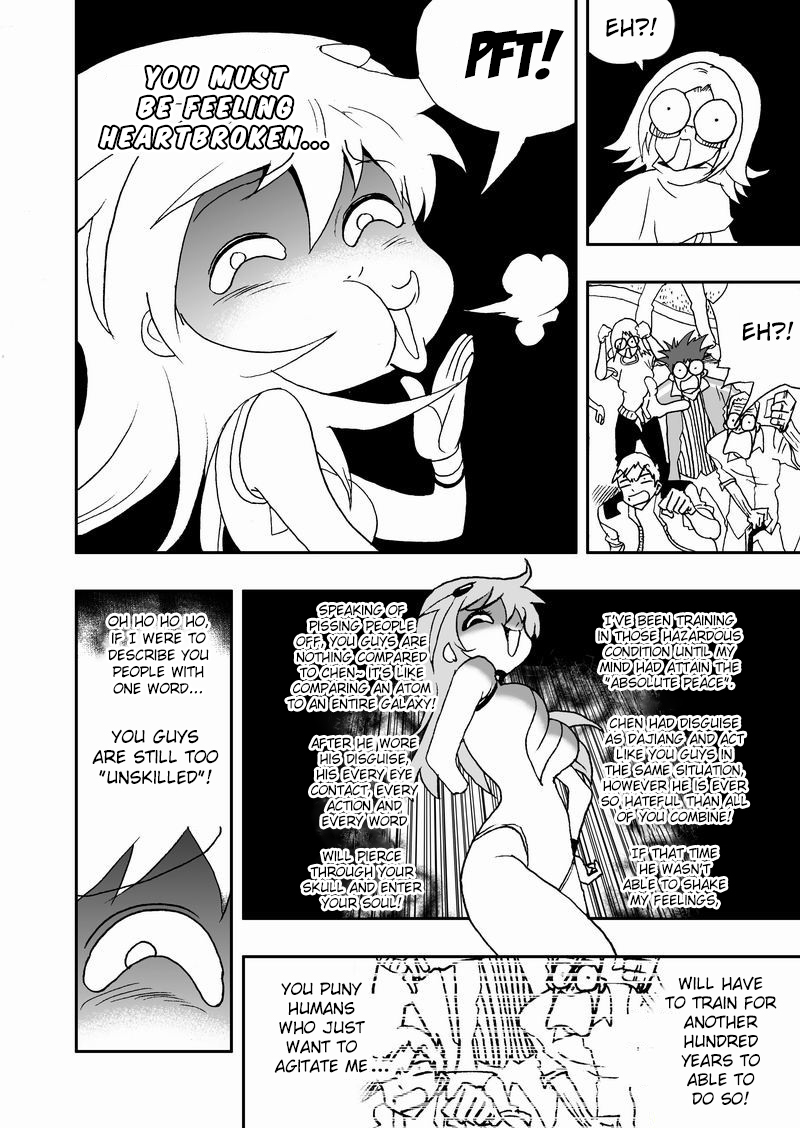 EH?!
PFT!
YOU MUST
BE FEELING
HEARTBROKEN...
EH?!
I'VE BEEN TRAINING
IN THOSE HAZARDOUS
CONDITION UNTIL MY
MIND HAD ATTAIN THE
"ABSOLUTE PEACE".
CHEN HAD DISGUISE
AS DAJIANG AND ACT
LIKE YOU GUYS IN
THE SAME SITUATION,
HOWEVER HE IS EVER
SO HATEFUL THAN ALL
OF YOU COMBINE!
IF THAT TIME
HE WASN'T
ABLE TO SHAKE
MY FEELINGS,
SPEAKING OF
PISSING PEOPLE
OFF, YOU GUYS ARE
NOTHING COMPARED
TO CHEN~ IT'S LIKE
COMPARING AN ATOM
TO AN ENTIRE GALAXY!
AFTER HE WORE
HIS DISGUISE,
HIS EVERY EYE
CONTACT, EVERY
ACTION AND
EVERY WORD
WILL PIERCE
THROUGH YOUR
SKULL AND ENTER
YOUR SOUL!
OH HO HO HO,
IF I WERE TO
DESCRIBE YOU
PEOPLE WITH
ONE WORD...
YOU GUYS
ARE STILL TOO
"UNSKILLED"!
WILL HAVE
TO TRAIN FOR
ANOTHER
HUNDRED
YEARS TO
ABLE TO
DO SO!
YOU PUNY
HUMANS
WHO JUST
WANT TO
AGITATE ME...